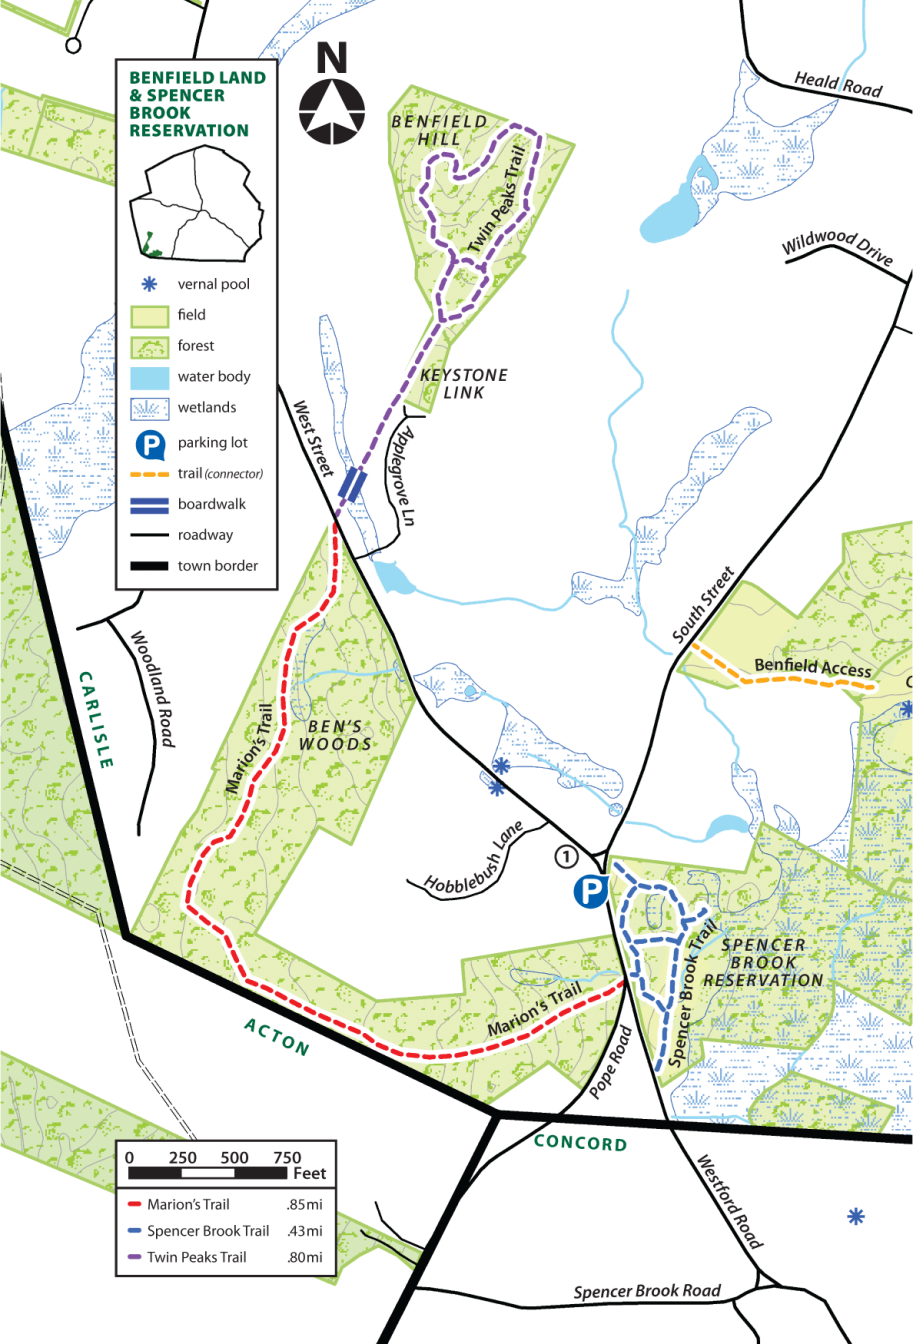 BENFIELD LAND
& SPENCER
BROOK
RESERVATION
vernal pool
field
forest
water body
wetlands
P
parking lot
trail (connector)
boardwalk
roadway
town border
N
BENFIELD
HILL
Twin Peaks Trail
Heald Road
Wildwood Drive
KEYSTONE
LINK
West Street
Applegrove Ln
South Street
Benfield Access
C
CARLISLE
Woodland Road
Marion's Trail
BEN'S
WOODS
Hobblebush Lane
1
P
SPENCER
BROOK
RESERVATION
Spencer Brook Trail
Marion's Trail
Pope Road
ACTON
CONCORD
Westford Road
Spencer Brook Road
0 250 500 750
Feet
Marion's Trail .85mi
Spencer Brook Trail .43mi
Twin Peaks Trail .80mi